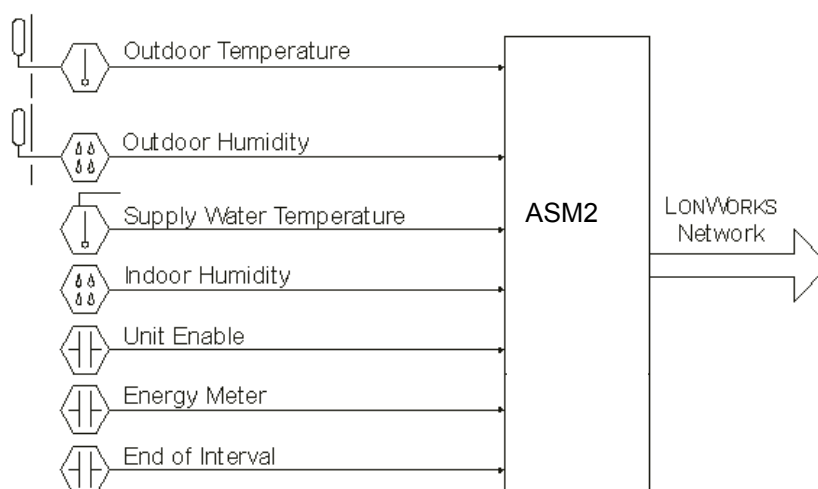 Outdoor Temperature
Outdoor Humidity
Supply Water Temperature
Indoor Humidity
Unit Enable
Energy Meter
End of Interval
ASM2
LONWORKS
Network